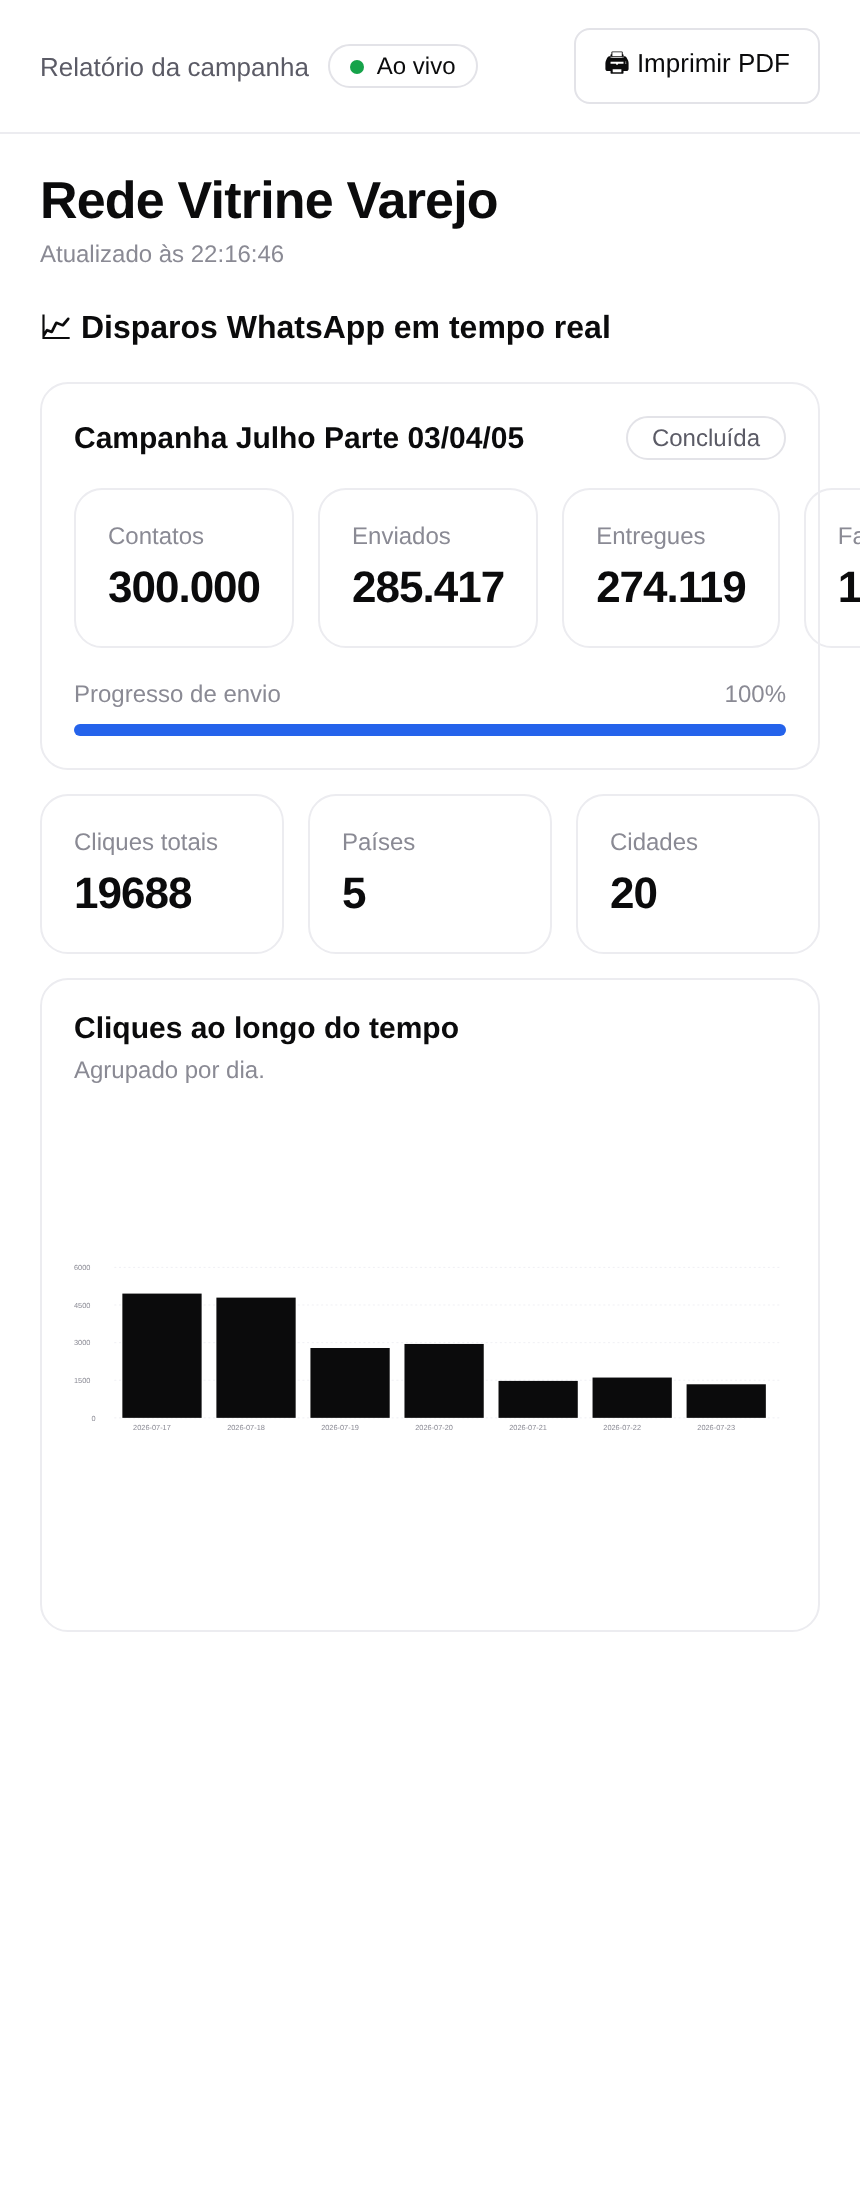 Relatório da campanha
Ao vivo
Imprimir PDF
Rede Vitrine Varejo
Atualizado às 22:16:46
Disparos WhatsApp em tempo real
Campanha Julho Parte 03/04/05
Concluída
Contatos
300.000
Enviados
285.417
Entregues
274.119
Progresso de envio
100%
Cliques totais
19688
Países
5
Cidades
20
Cliques ao longo do tempo
Agrupado por dia.
6000
4500
3000
1500
0
2026-07-17
2026-07-18
2026-07-19
2026-07-20
2026-07-21
2026-07-22
2026-07-23